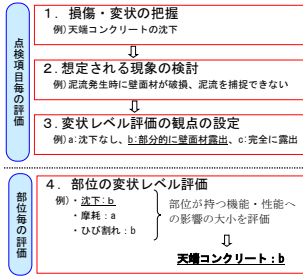 点検項目毎の評価
1. 損傷・変状の把握
例)天端コンクリートの沈下
2.想定される現象の検討
例)泥流発生時に壁面材が破損、泥流を捕捉できない
3.変状レベル評価の観点の設定
例)a:沈下なし、b:部分的に壁面材露出、c:完全に露出
部位毎の評価
4. 部位の変状レベル評価
例)・沈下:b
・摩耗:a
・ひび割れ:b
部位が持つ機能・性能への影響の大小を評価
天端コンクリート:b